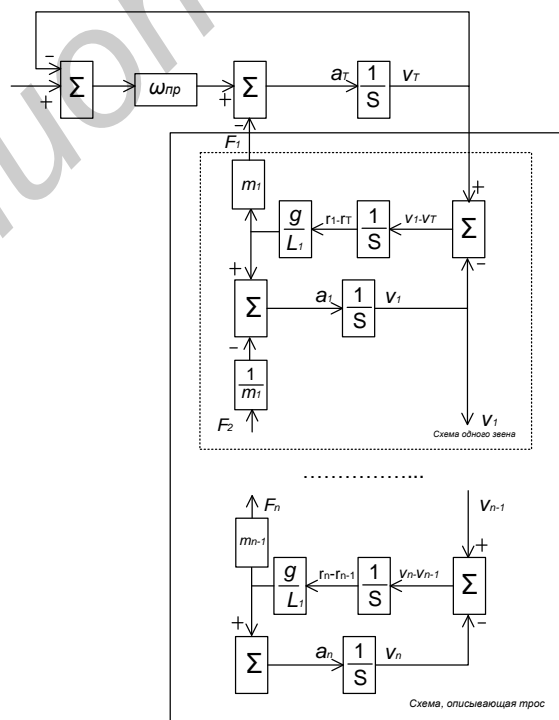 −
+
Σ
ωпр
+
−
Σ
aT
1
S
vT
F1
m1
g
L1
r1-rT
1
S
v1-vT
+
Σ
−
+
Σ
−
a1
1
S
v1
1
m1
F2
v1
Схема одного звена
....................
Fn
vn-1
mn-1
g
L1
rn-rn-1
1
S
vn-vn-1
+
Σ
−
+
Σ
an
1
S
vn
Схема, описывающая трос